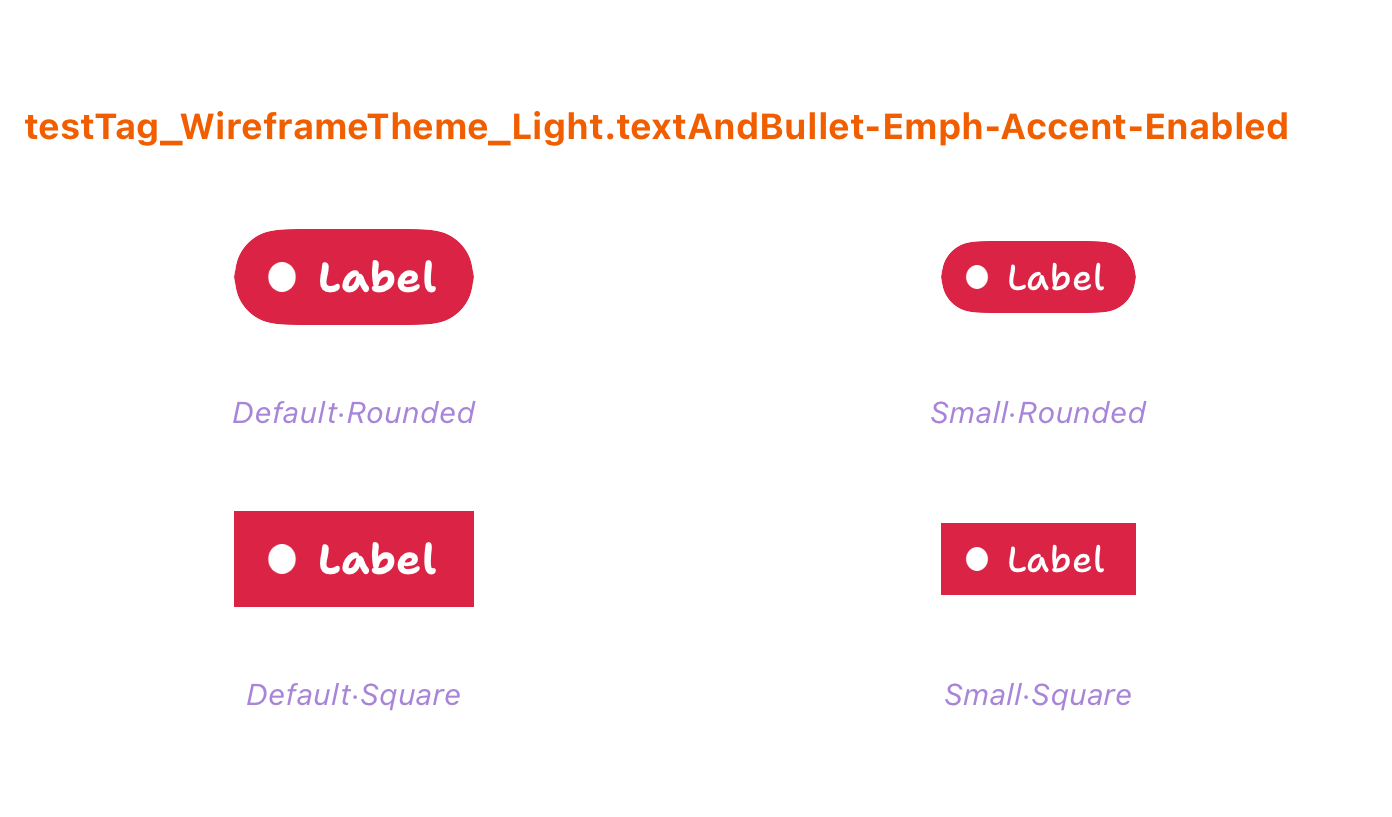 testTag_WireframeTheme_Light.textAndBullet-Emph-Accent-Enabled
Label
Label
Default·Rounded
Small·Rounded
Label
Label
Default·Square
Small·Square